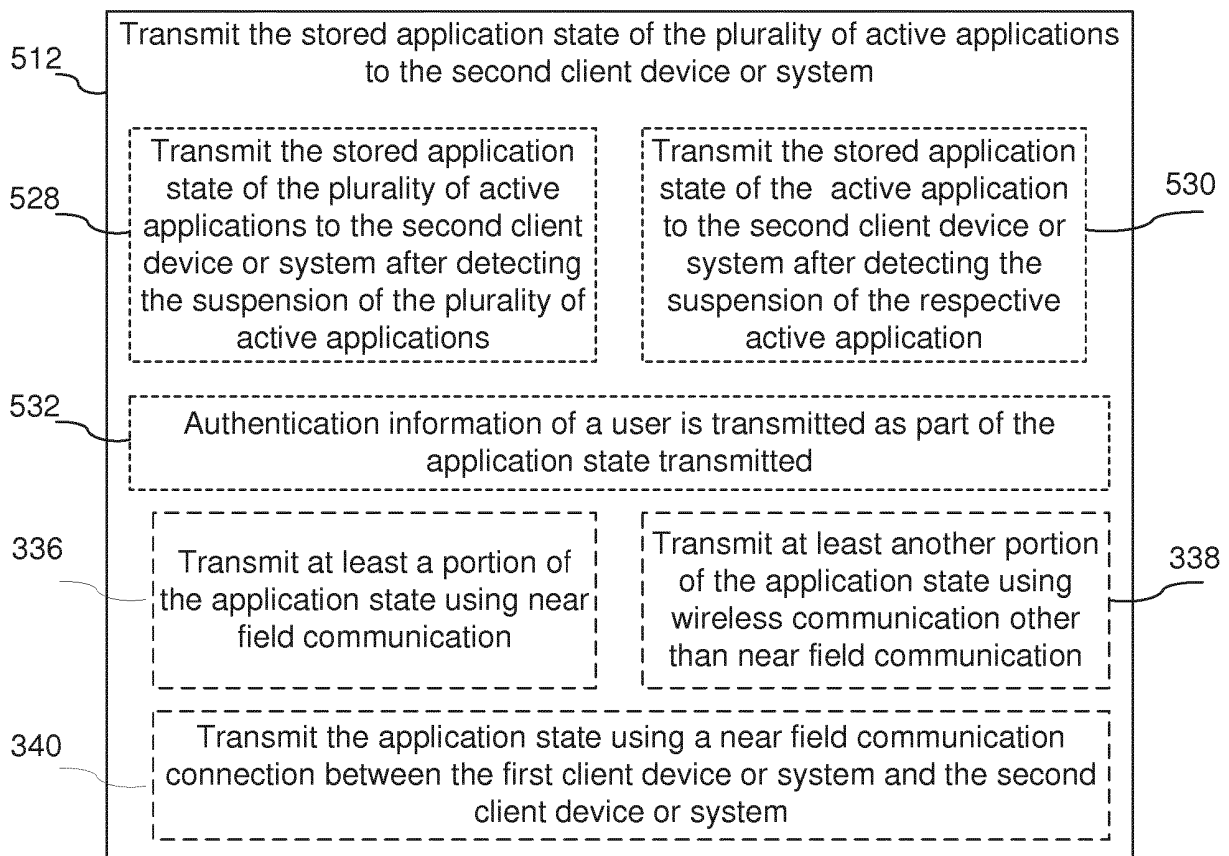 512
Transmit the stored application state of the plurality of active applications
to the second client device or system
528
Transmit the stored application
state of the plurality of active
applications to the second client
device or system after detecting
the suspension of the plurality of
active applications
Transmit the stored application
state of the active application
to the second client device or
system after detecting the
suspension of the respective
active application
530
532
Authentication information of a user is transmitted as part of the
application state transmitted
336
Transmit at least a portion of
the application state using near
field communication
Transmit at least another portion
of the application state using
wireless communication other
than near field communication
338
340
Transmit the application state using a near field communication
connection between the first client device or system and the second
client device or system